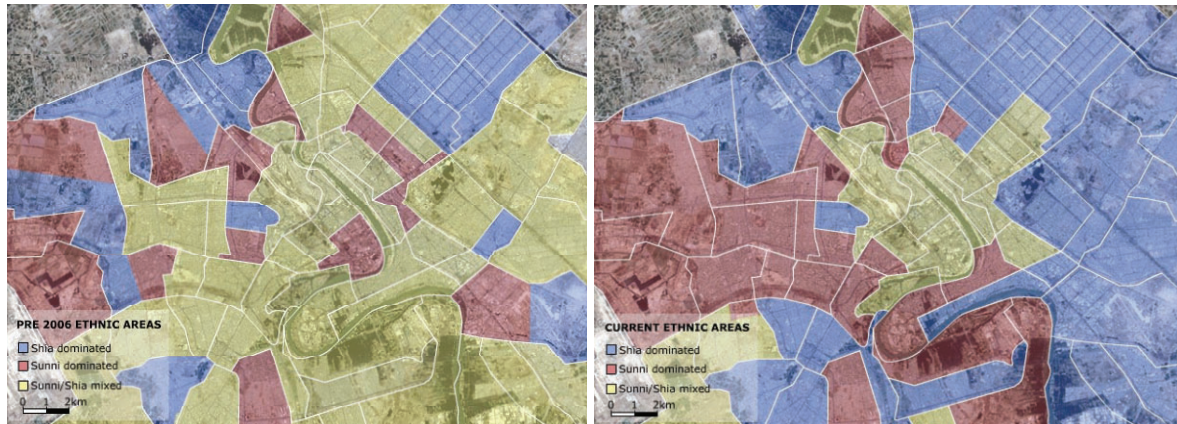 PRE 2006 ETHNIC AREAS
Shia dominated
Sunni dominated
Sunni/Shia mixed
0 1 2km
CURRENT ETHNIC AREAS
Shia dominated
Sunni dominated
Sunni/Shia mixed
0 1 2km